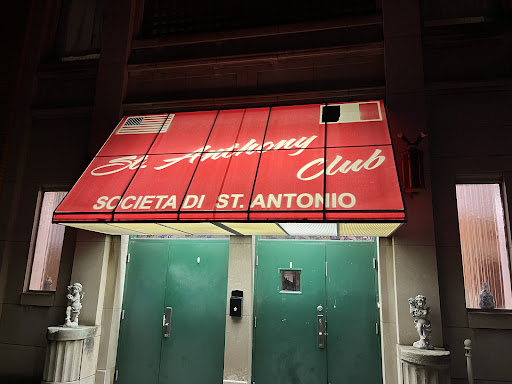 St. Anthony
Club
SOCIETA DI ST. ANTONIO